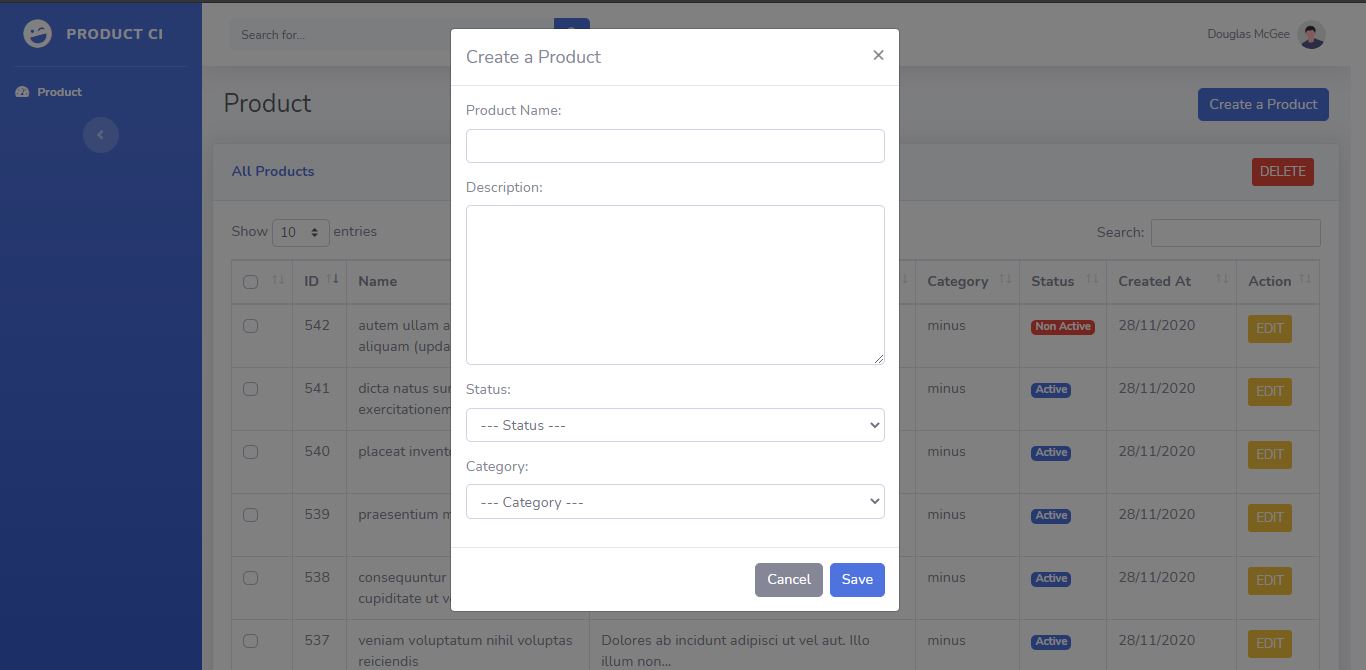 PRODUCT CI
Search for...
Douglas McGee
Product
Product
Create a Product
All Products
DELETE
Show 10 entries
Search:
ID Name Category Status Created At Action
542 autem ullam minus Non Active 28/11/2020 EDIT
aliquam
541 dicta natus minus Active 28/11/2020 EDIT
540 placeat minus Active 28/11/2020 EDIT
539 praesentium minus Active 28/11/2020 EDIT
538 consequuntur minus Active 28/11/2020 EDIT
cupiditate ut
537 veniam voluptatum nihil voluptas Dolores ab incidunt adipisci ut vel aut. Illo minus Active 28/11/2020 EDIT
reiciendis illum non...
Create a Product
×
Product Name:
Description:
Status:
--- Status ---
Category:
--- Category ---
Cancel Save